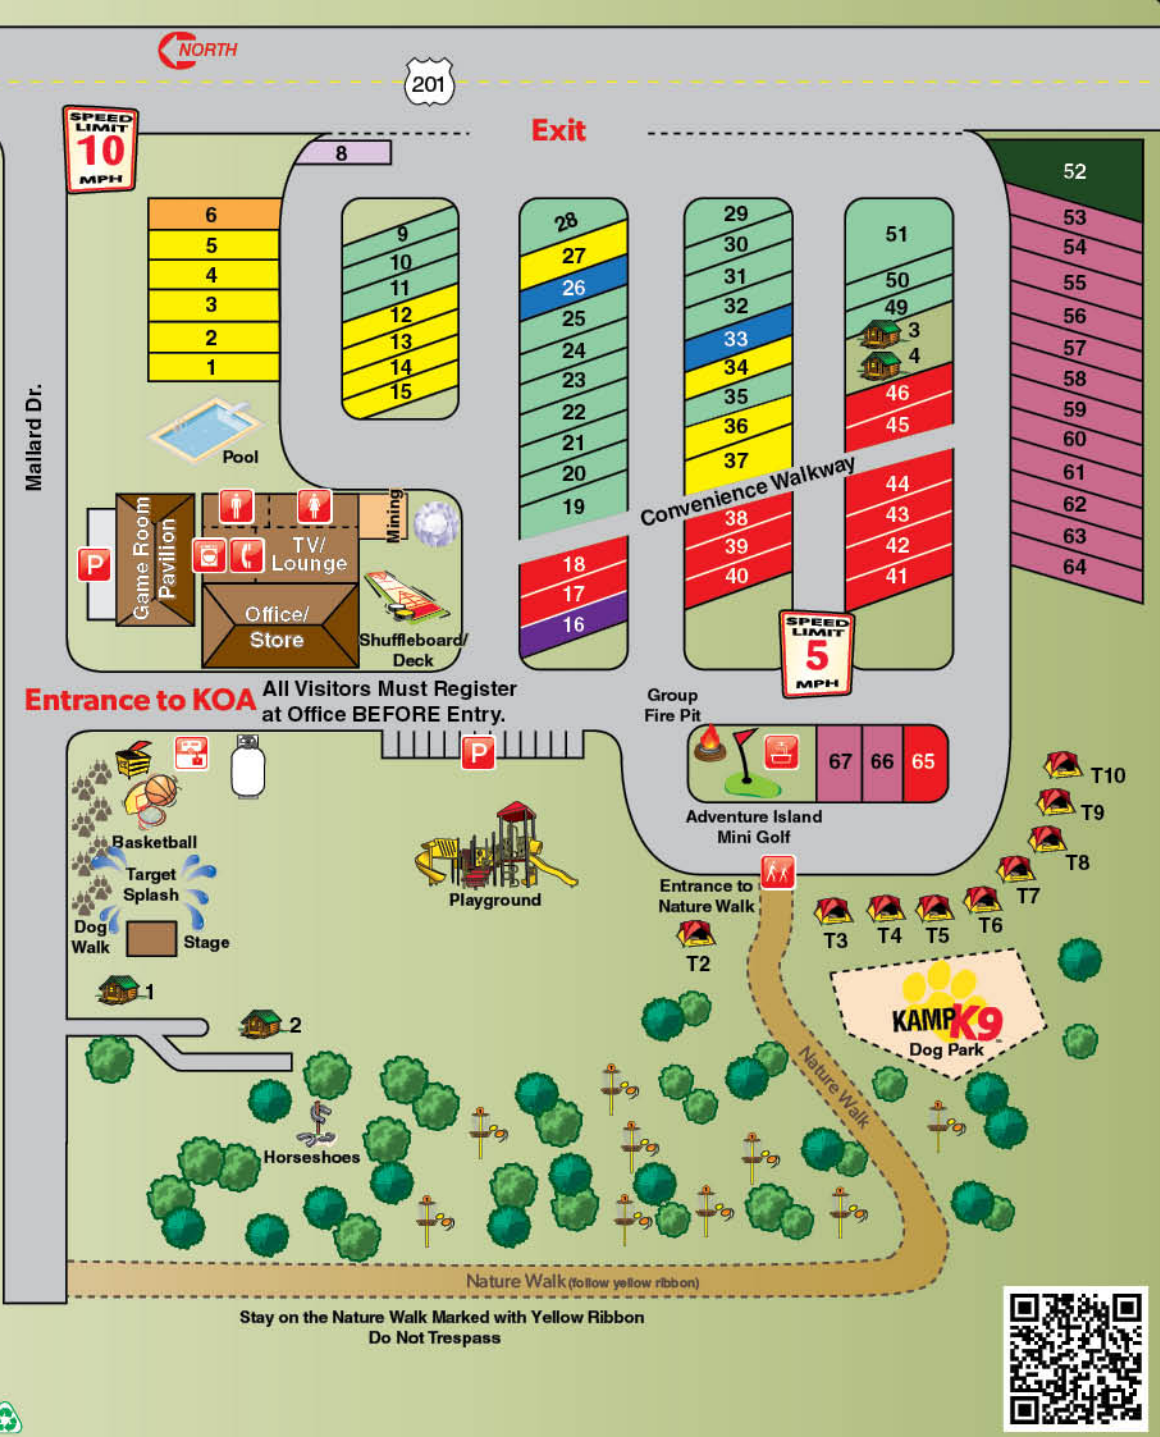 NORTH
201
SPEED
LIMIT
10
MPH
Exit
8
52
6
5
4
3
2
1
9
10
11
12
13
14
15
28
27
26
25
24
23
22
21
20
19
18
17
16
29
30
31
32
33
34
35
36
37
38
39
40
51
50
49
3
4
46
45
44
43
42
41
53
54
55
56
57
58
59
60
61
62
63
64
Convenience Walkway
Mallard Dr.
Pool
P
Game Room
Pavilion
TV/
Lounge
Mining
Office/
Store
Shuffleboard/
Deck
SPEED
LIMIT
5
MPH
Entrance to KOA
All Visitors Must Register
at Office BEFORE Entry.
P
Group
Fire Pit
67
66
65
Adventure Island
Mini Golf
Basketball
Target
Splash
Dog
Walk
Stage
Playground
Entrance to
Nature Walk
T10
T9
T8
T7
T6
T5
T4
T3
T2
1
2
KAMPK9
Dog Park
Nature Walk
Horseshoes
Nature Walk (follow yellow ribbon)
Stay on the Nature Walk Marked with Yellow Ribbon
Do Not Trespass